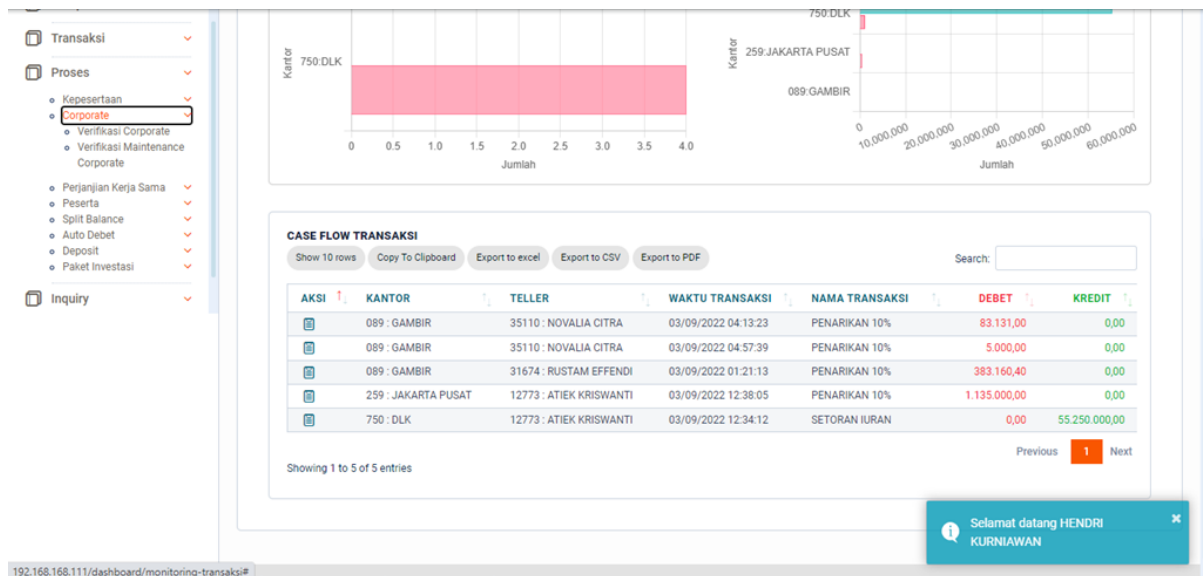 Transaksi
Proses
Kepesertaan
Corporate
Verifikasi Corporate
Verifikasi Maintenance
Corporate
Perjanjian Kerja Sama
Peserta
Split Balance
Auto Debet
Deposit
Paket Investasi
Inquiry
Kantor
750:DLK
0 0.5 1.0 1.5 2.0 2.5 3.0 3.5 4.0
Jumlah
Kantor
750:DLK
259:JAKARTA PUSAT
089:GAMBIR
0 10,000,000 20,000,000 30,000,000 40,000,000 50,000,000 60,000,000
Jumlah
CASE FLOW TRANSAKSI
Show 10 rows Copy To Clipboard Export to excel Export to CSV Export to PDF Search:
AKSI KANTOR TELLER WAKTU TRANSAKSI NAMA TRANSAKSI DEBET KREDIT
089 : GAMBIR 35110 : NOVALIA CITRA 03/09/2022 04:13:23 PENARIKAN 10% 83.131,00 0,00
089 : GAMBIR 35110 : NOVALIA CITRA 03/09/2022 04:57:39 PENARIKAN 10% 5.000,00 0,00
089 : GAMBIR 31674 : RUSTAM EFFENDI 03/09/2022 01:21:13 PENARIKAN 10% 383.160,40 0,00
259 : JAKARTA PUSAT 12773 : ATIEK KRISWANTI 03/09/2022 12:38:05 PENARIKAN 10% 1.135.000,00 0,00
750 : DLK 12773 : ATIEK KRISWANTI 03/09/2022 12:34:12 SETORAN IURAN 0,00 55.250.000,00
Previous 1 Next
Showing 1 to 5 of 5 entries
Selamat datang HENDRI
KURNIAWAN
192.168.168.111/dashboard/monitoring-transaksi#